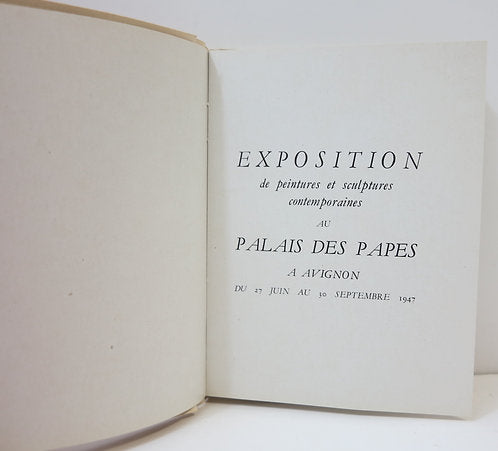 EXPOSITION
de peintures et sculptures
contemporaines
AU
PALAIS DES PAPES
A AVIGNON
DU 27 JUIN AU 30 SEPTEMBRE 1947